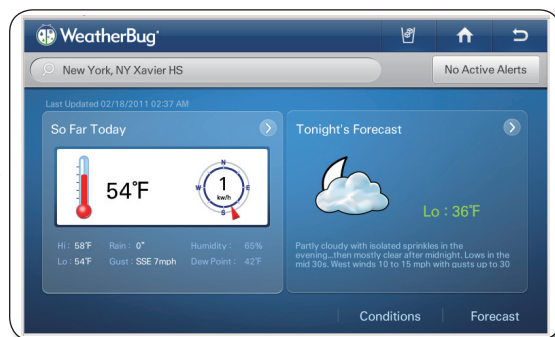 WeatherBug®
New York, NY Xavier HS
No Active Alerts
Last Updated 02/18/2011 02:37 AM
So Far Today
54°F
N
W
E
S
1
kw/h
Hi : 58°F Rain : 0" Humidity : 65%
Lo : 54°F Gust : SSE 7mph Dew Point : 42°F
Tonight's Forecast
Lo : 36°F
Partly cloudy with isolated sprinkles in the
evening...then mostly clear after midnight. Lows in the
mid 30s. West winds 10 to 15 mph with gusts up to 30
Conditions
Forecast